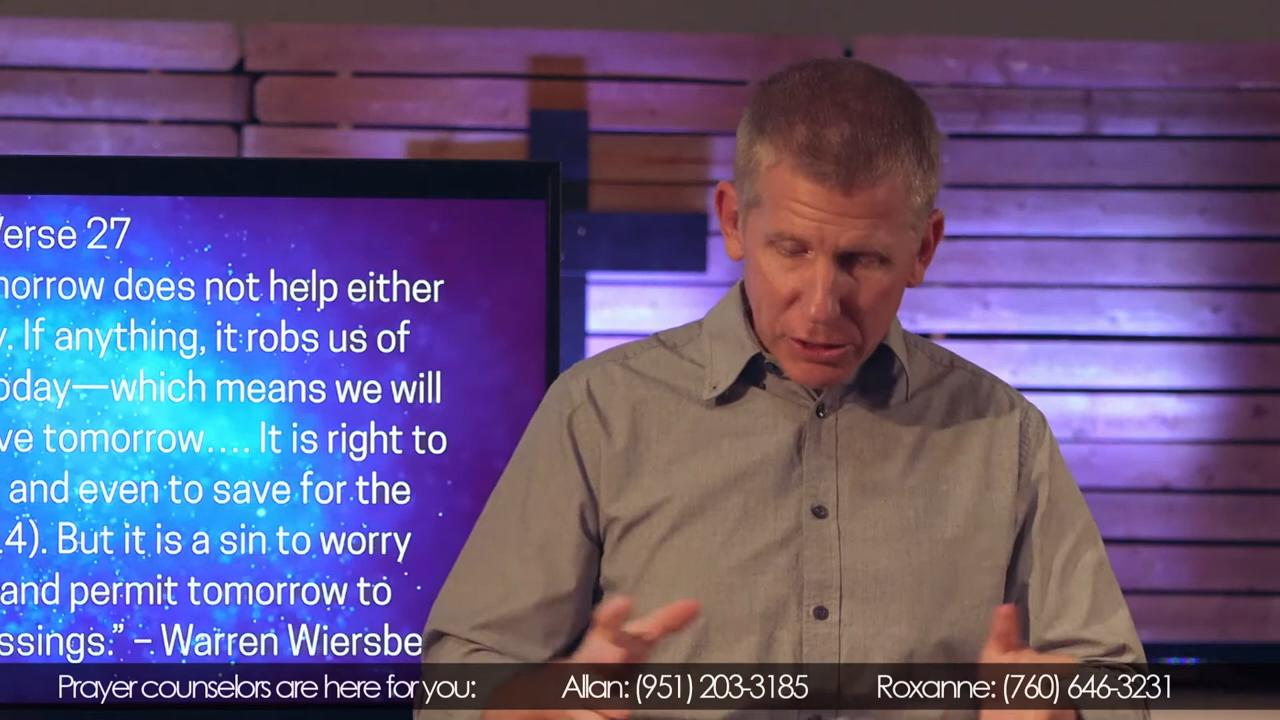 Verse 27
morrow does not help either
y. If anything, it robs us of
oday—which means we will
ve tomorrow.... It is right to
and even to save for the
14). But it is a sin to worry
and permit tomorrow to
ssings." – Warren Wiersbe
Prayer counselors are here for you: Allan: (951) 203-3185 Roxanne: (760) 646-3231